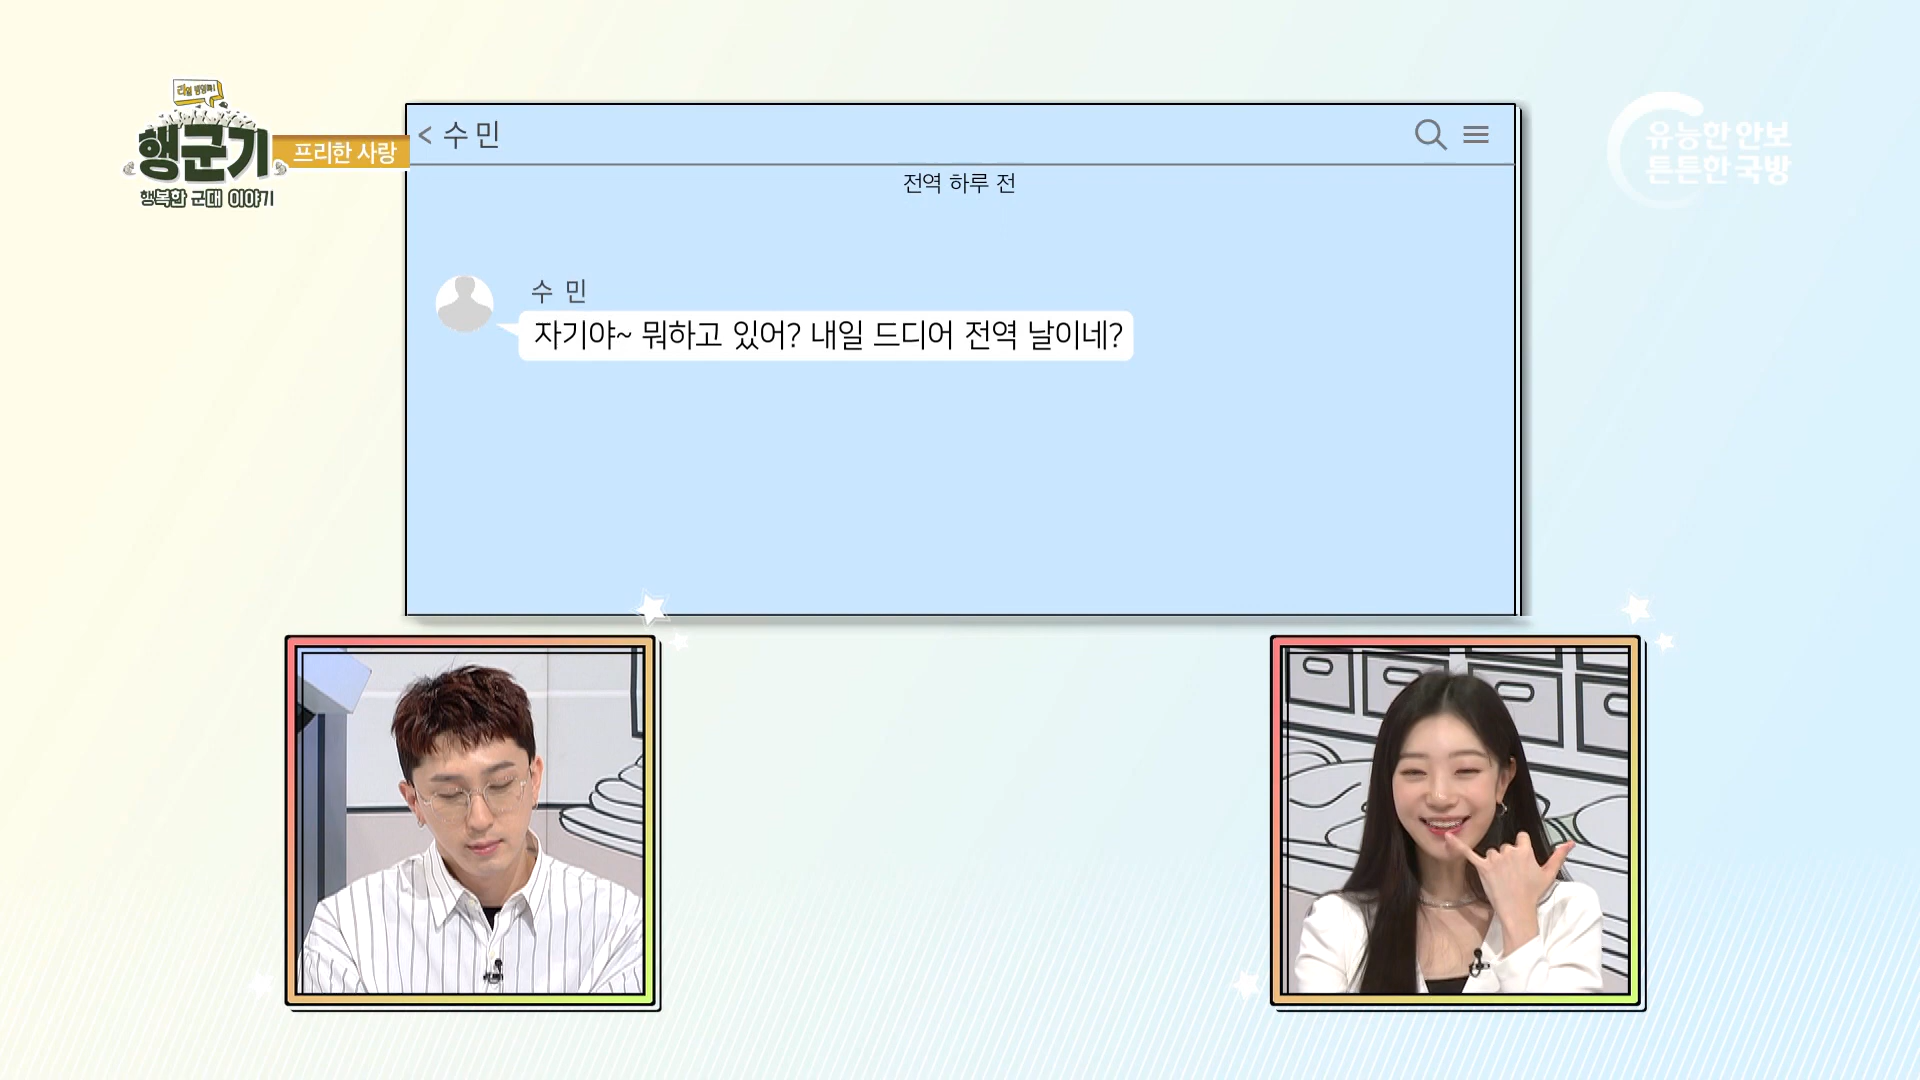 행군기
행복한 군대 이야기
프리한 사랑
유능한 안보
튼튼한 국방
< 수민
전역 하루 전
수 민
자기야~ 뭐하고 있어? 내일 드디어 전역 날이네?